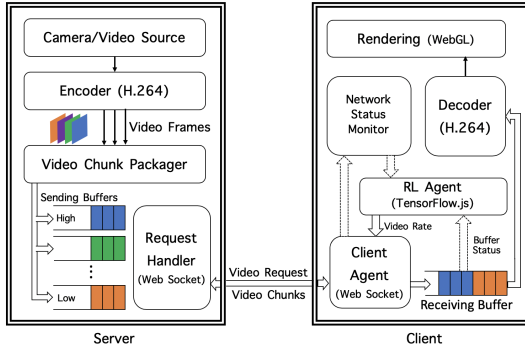 Camera/Video Source
Encoder (H.264)
Video Frames
Video Chunk Packager
Sending Buffers
High
Low
Request
Handler
(Web Socket)
Server
Video Request
Video Chunks
Rendering (WebGL)
Network
Status
Monitor
Decoder
(H.264)
RL Agent
(TensorFlow.js)
Video Rate
Buffer
Status
Client
Agent
(Web Socket)
Receiving Buffer
Client